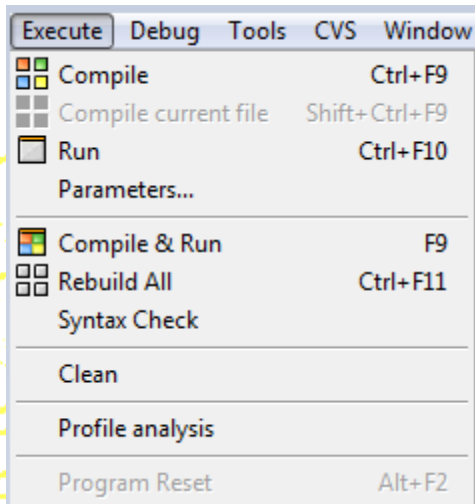 Execute Debug Tools CVS Window
Compile Ctrl+F9
Compile current file Shift+Ctrl+F9
Run Ctrl+F10
Parameters...
Compile & Run F9
Rebuild All Ctrl+F11
Syntax Check
Clean
Profile analysis
Program Reset Alt+F2